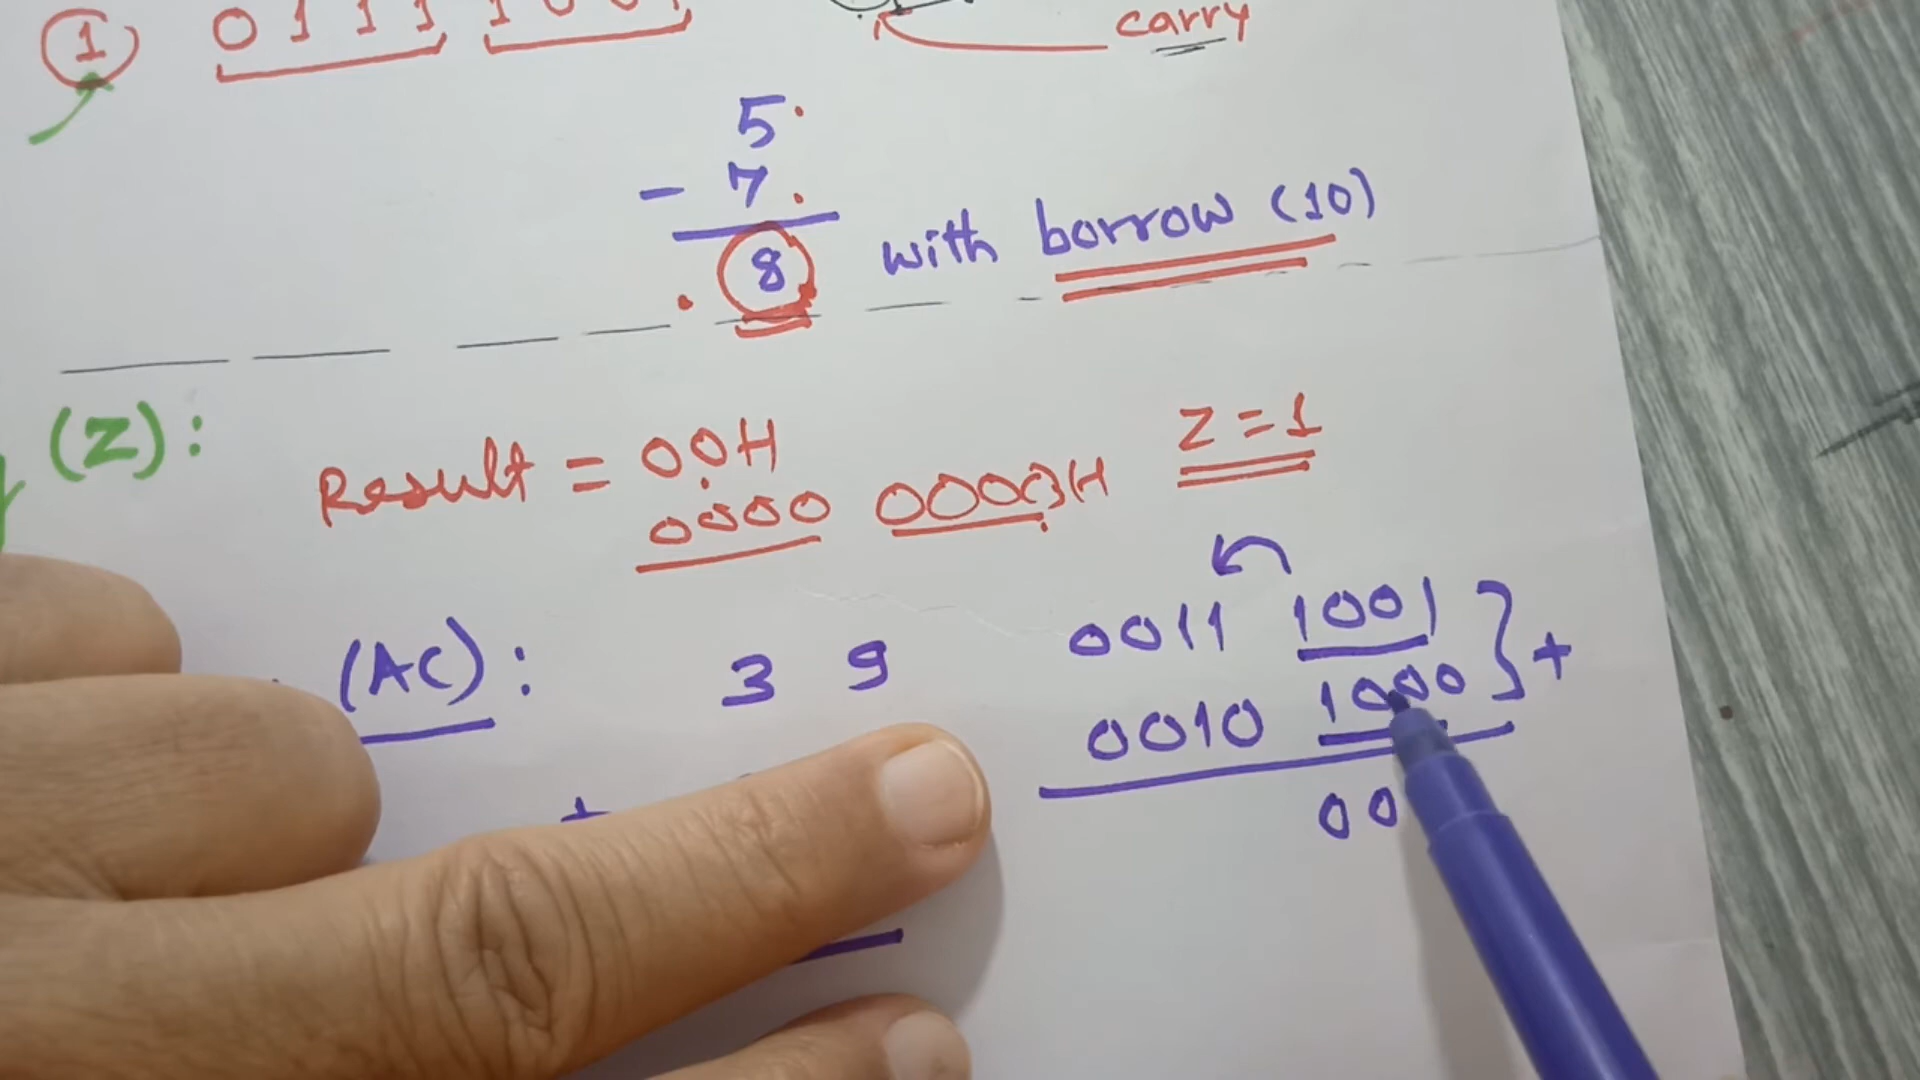 1 0111
carry
5
- 7
8 with borrow (10)
(Z):
Result = 00H Z = 1
0000 0000H
(AC): 3 9 0011 1001
0010 1000 } +
+
00